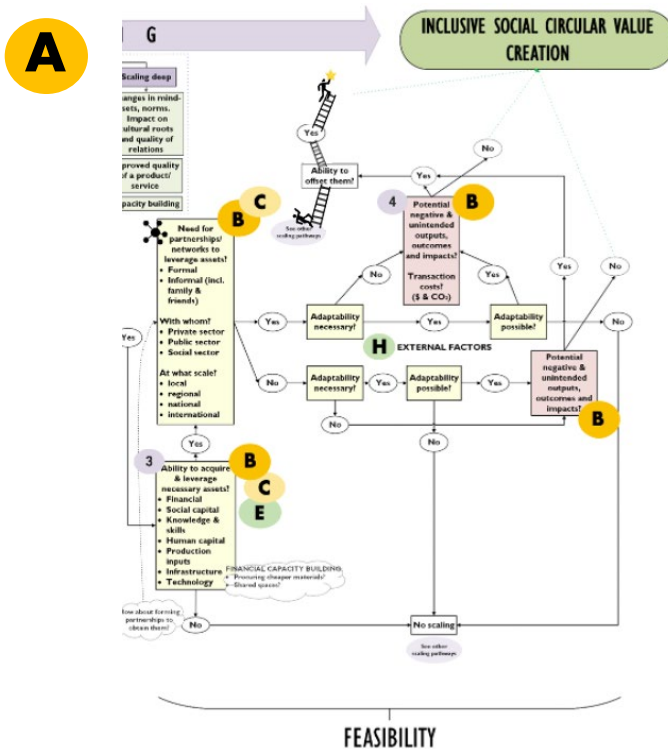 A
I G
INCLUSIVE SOCIAL CIRCULAR VALUE
CREATION
Scaling deep
anges in mind-
sets, norms.
Impact on
ultural roots
and quality of
relations
proved quality
of a product/
service
pacity building
Yes
Ability to
offset them?
See other
scaling pathways
Yes
No
4
B
Potential
negative &
unintended
outputs,
outcomes
and impacts?
Transaction
costs?
($ & CO₂)
B
C
Need for
partnerships/
networks to
leverage assets?
• Formal
• Informal (incl.
family &
friends)
With whom?
• Private sector
• Public sector
• Social sector
At what scale?
• local
• regional
• national
• international
No
Yes
Yes
No
Yes
Adaptability
necessary?
Yes
Adaptability
possible?
No
H
EXTERNAL FACTORS
No
Adaptability
necessary?
Yes
Adaptability
possible?
Yes
Potential
negative &
unintended
outputs,
outcomes and
impacts?
B
No
No
Yes
Yes
3
B
C
E
Ability to acquire
& leverage
necessary assets?
• Financial
• Social capital
• Knowledge &
skills
• Human capital
• Production
inputs
• Infrastructure
• Technology
FINANCIAL CAPACITY BUILDING
• Procuring cheaper materials?
• Shared spaces?
How about forming
partnerships to
obtain them?
No
No scaling
See other
scaling pathways
FEASIBILITY